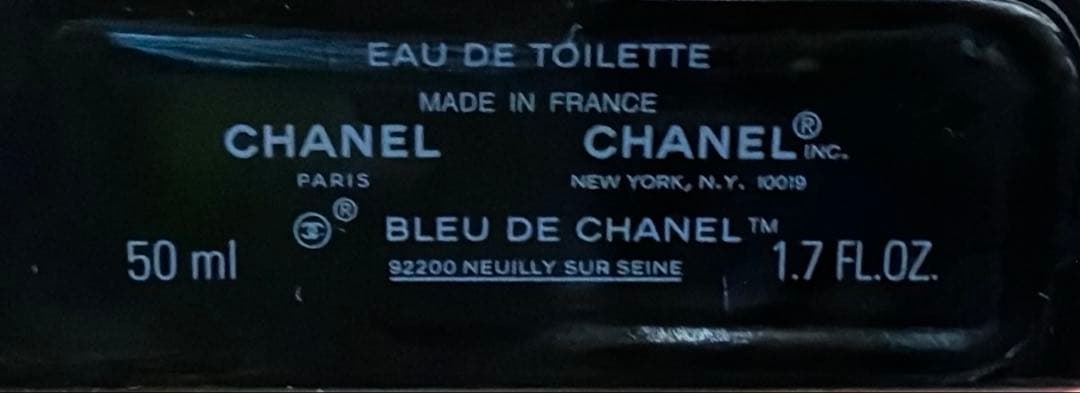 EAU DE TOILETTE
MADE IN FRANCE
CHANEL CHANEL® INC.
PARIS NEW YORK, N.Y. 10019
® BLEU DE CHANEL™
50 ml 92200 NEUILLY SUR SEINE 1.7 FL.OZ.